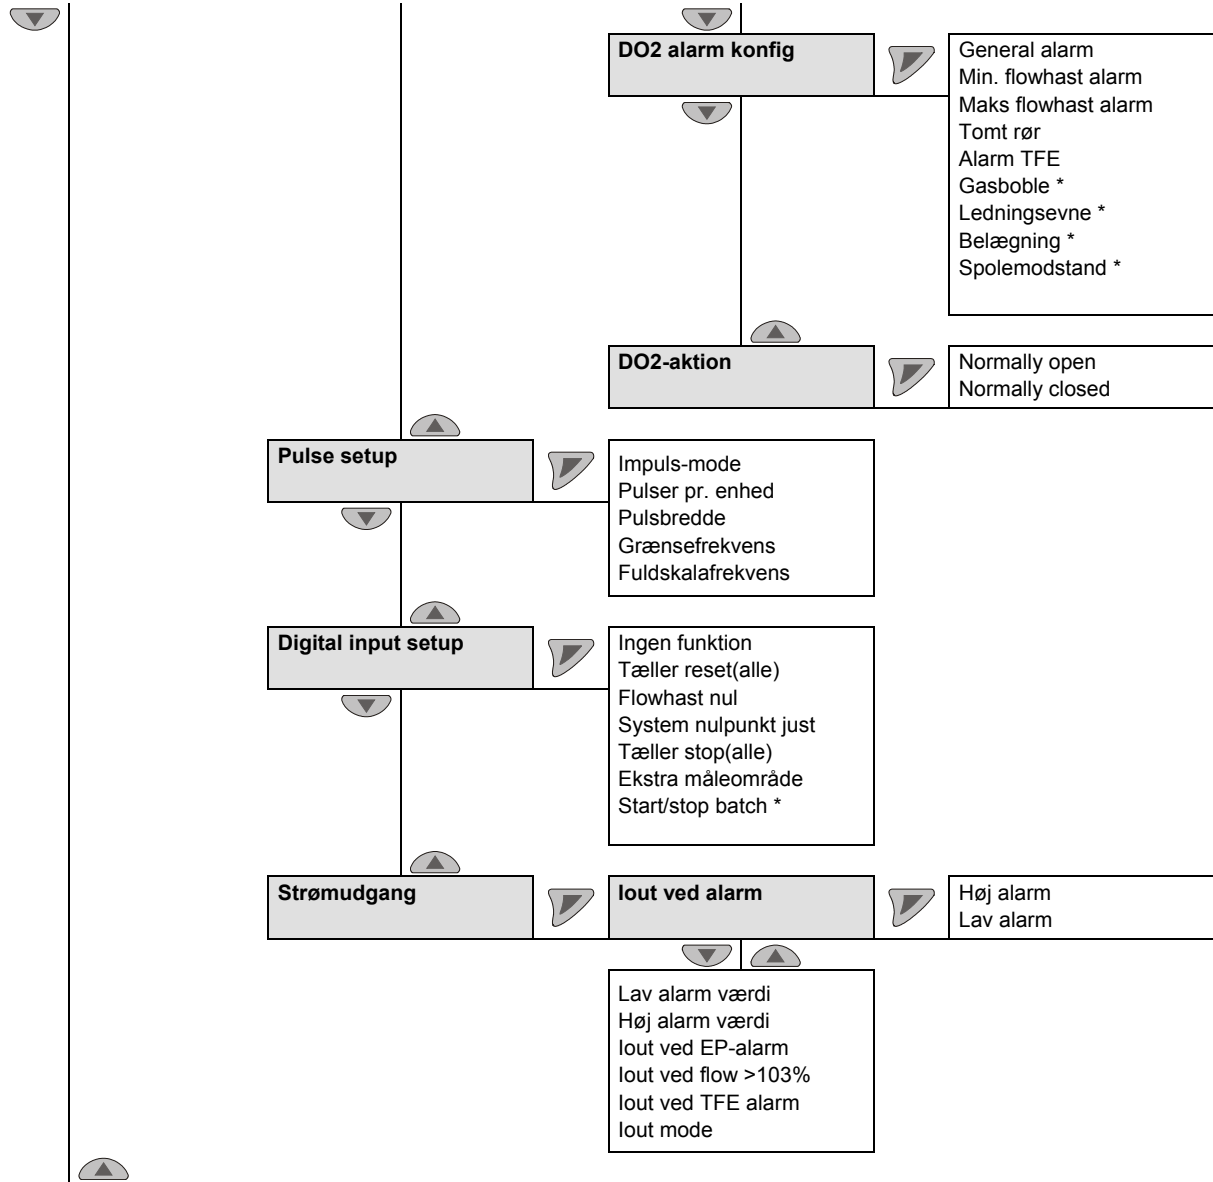 DO2 alarm konfig
General alarm
Min. flowhast alarm
Maks flowhast alarm
Tomt rør
Alarm TFE
Gasboble *
Ledningsevne *
Belægning *
Spolemodstand *
DO2-aktion
Normally open
Normally closed
Pulse setup
Impuls-mode
Pulser pr. enhed
Pulsbredde
Grænsefrekvens
Fuldskalafrekvens
Digital input setup
Ingen funktion
Tæller reset(alle)
Flowhast nul
System nulpunkt just
Tæller stop(alle)
Ekstra måleområde
Start/stop batch *
Strømudgang
Iout ved alarm
Høj alarm
Lav alarm
Lav alarm værdi
Høj alarm værdi
Iout ved EP-alarm
Iout ved flow >103%
Iout ved TFE alarm
Iout mode